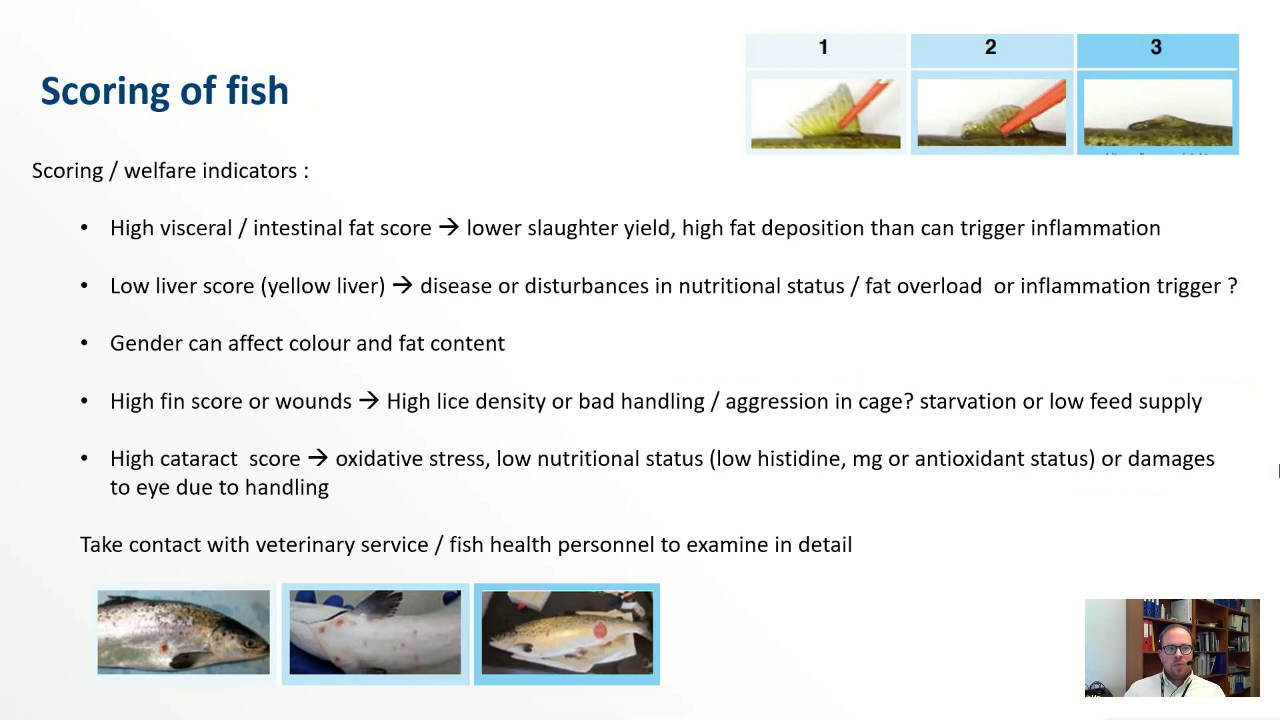 1
2
3
Scoring of fish
Scoring / welfare indicators :
• High visceral / intestinal fat score → lower slaughter yield, high fat deposition than can trigger inflammation
• Low liver score (yellow liver) → disease or disturbances in nutritional status / fat overload or inflammation trigger ?
• Gender can affect colour and fat content
• High fin score or wounds → High lice density or bad handling / aggression in cage? starvation or low feed supply
• High cataract score → oxidative stress, low nutritional status (low histidine, mg or antioxidant status) or damages
to eye due to handling
Take contact with veterinary service / fish health personnel to examine in detail